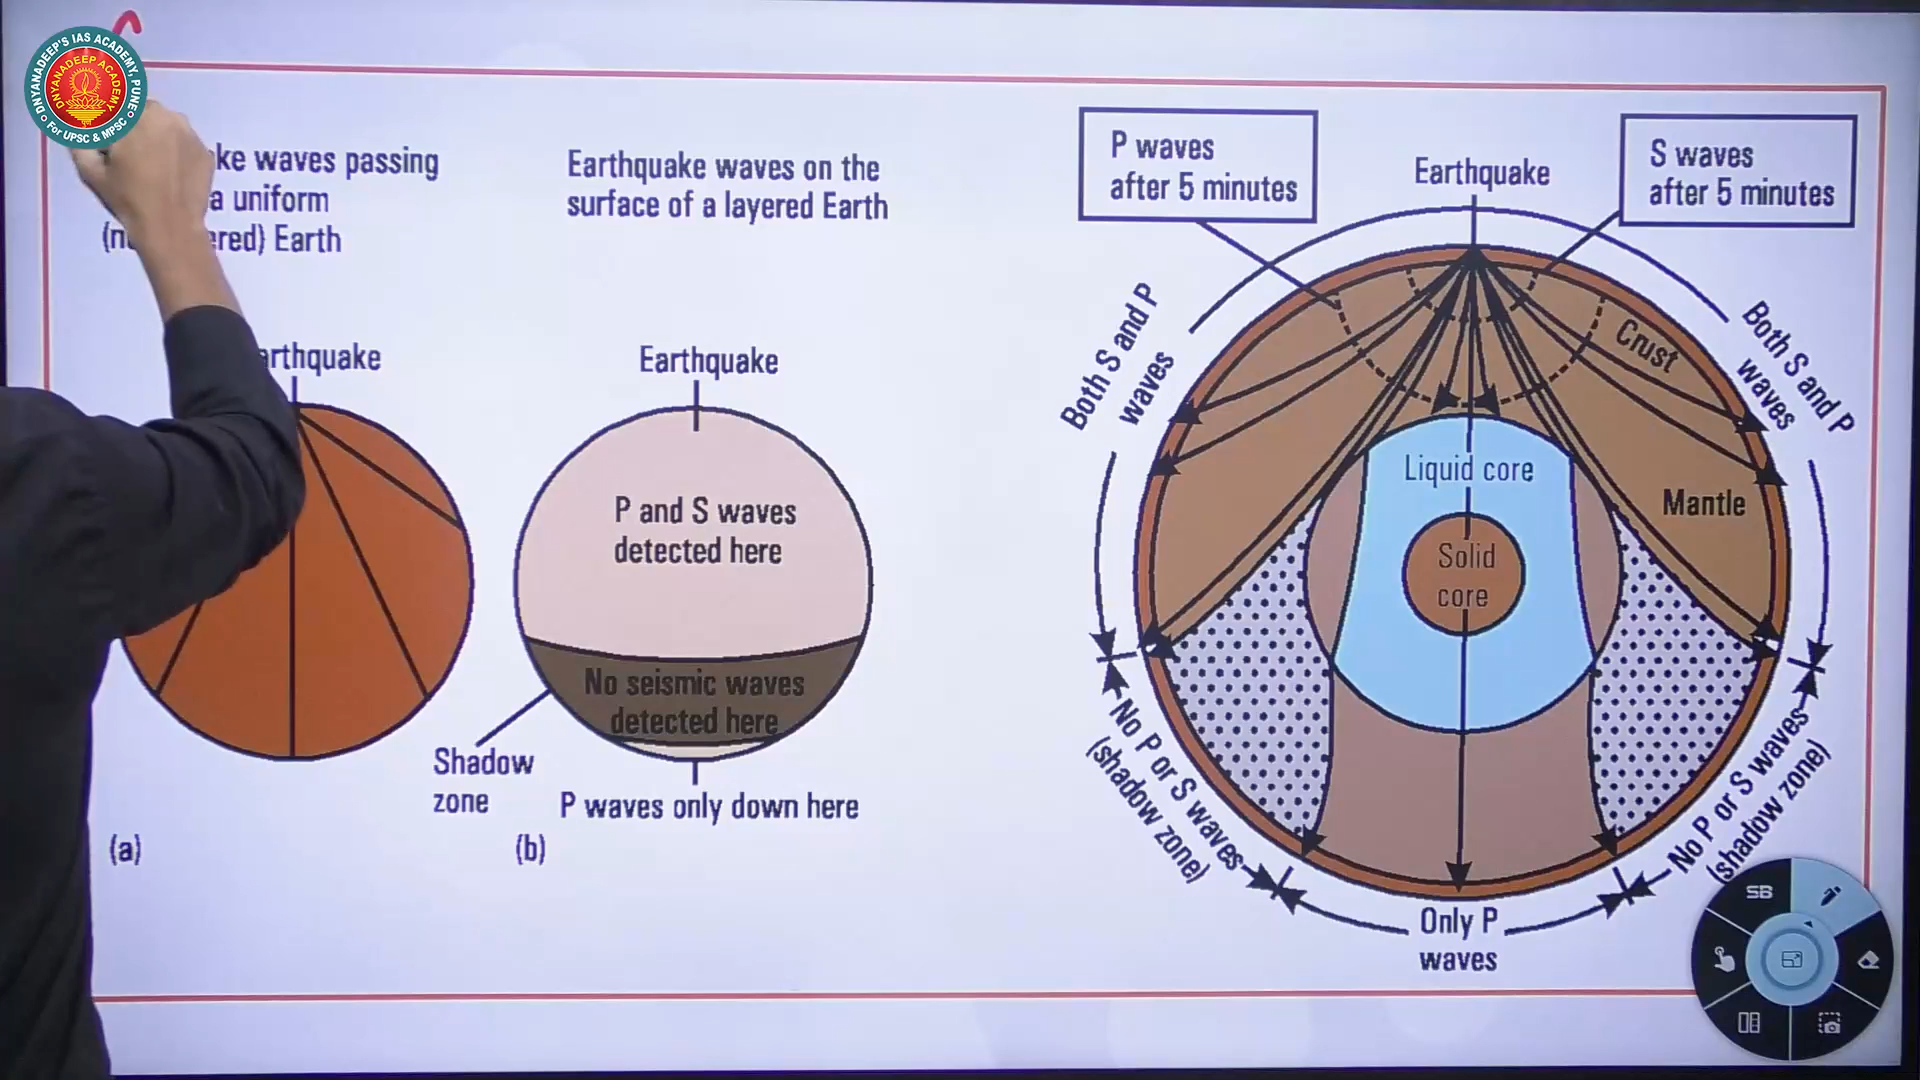 DNYANADEEP'S IAS ACADEMY, PUNE
DNYANADEEP ACADEMY
For UPSC & MPSC
ke waves passing
a uniform
ered) Earth
arthquake
(a)
Earthquake waves on the
surface of a layered Earth
Earthquake
P and S waves
detected here
No seismic waves
detected here
Shadow
zone
P waves only down here
(b)
P waves
after 5 minutes
Earthquake
S waves
after 5 minutes
Both S and P
waves
Both S and P
waves
Crust
Mantle
Liquid core
Solid
core
No P or S waves
(shadow zone)
No P or S waves
(shadow zone)
Only P
waves
SB